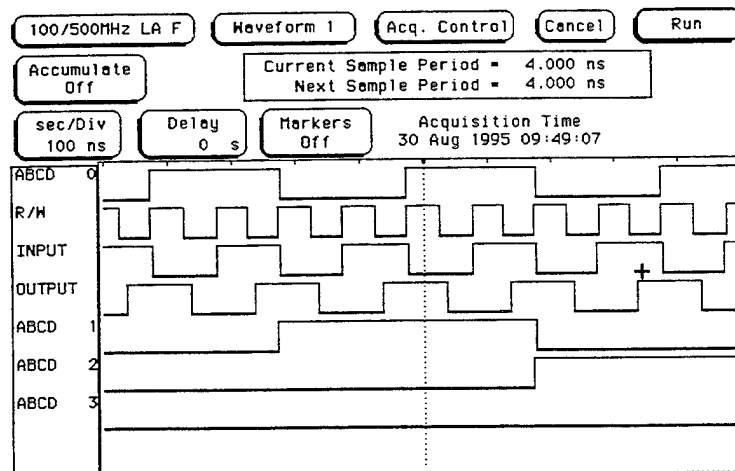 100/500MHz LA F Waveform 1 Acq. Control Cancel Run
Accumulate Off
Current Sample Period = 4.000 ns
Next Sample Period = 4.000 ns
sec/Div 100 ns
Delay 0 s
Markers Off
Acquisition Time
30 Aug 1995 09:49:07
ABCD 0
R/W
INPUT
OUTPUT
ABCD 1
ABCD 2
ABCD 3